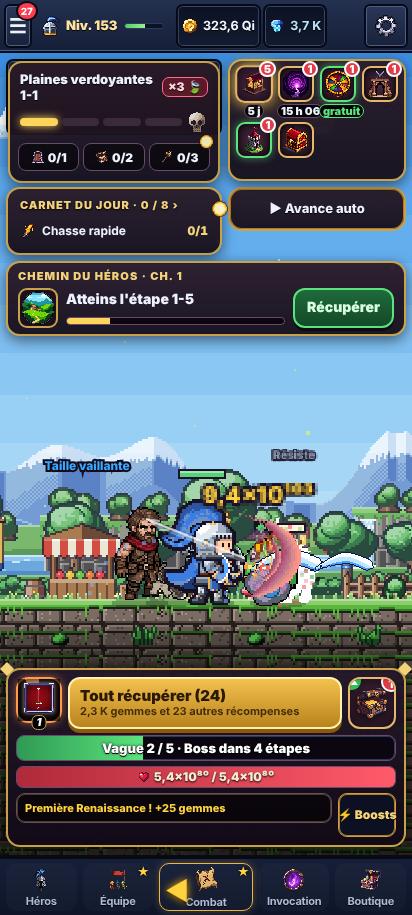 27
Niv. 153
323,6 Qi
3,7 K
Plaines verdoyantes
1-1
×3
0/1
0/2
0/3
5
1
1
1
5 j
15 h 06
gratuit
1
CARNET DU JOUR · 0 / 8 ›
Chasse rapide
0/1
▶ Avance auto
CHEMIN DU HÉROS · CH. 1
Atteins l'étape 1-5
Récupérer
Résiste
Taille vaillante
Tout récupérer (24)
2,3 K gemmes et 23 autres récompenses
1
Vague 2 / 5 · Boss dans 4 étapes
5,4×10⁸⁰ / 5,4×10⁸⁰
Première Renaissance ! +25 gemmes
Boosts
Héros
Équipe
Combat
Invocation
Boutique